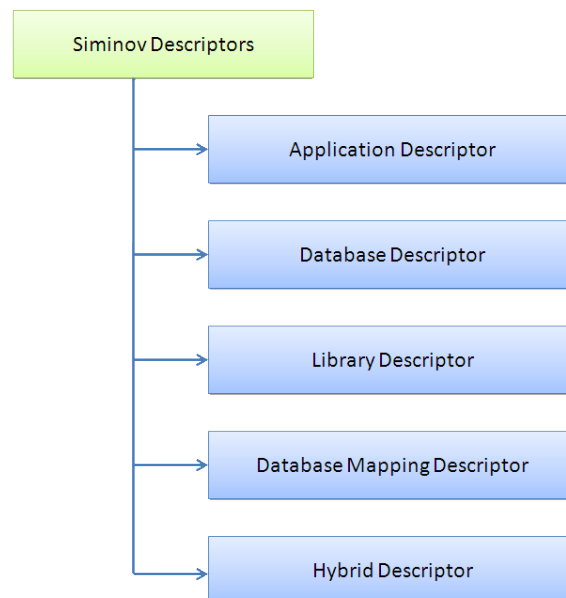 Siminov Descriptors
Application Descriptor
Database Descriptor
Library Descriptor
Database Mapping Descriptor
Hybrid Descriptor